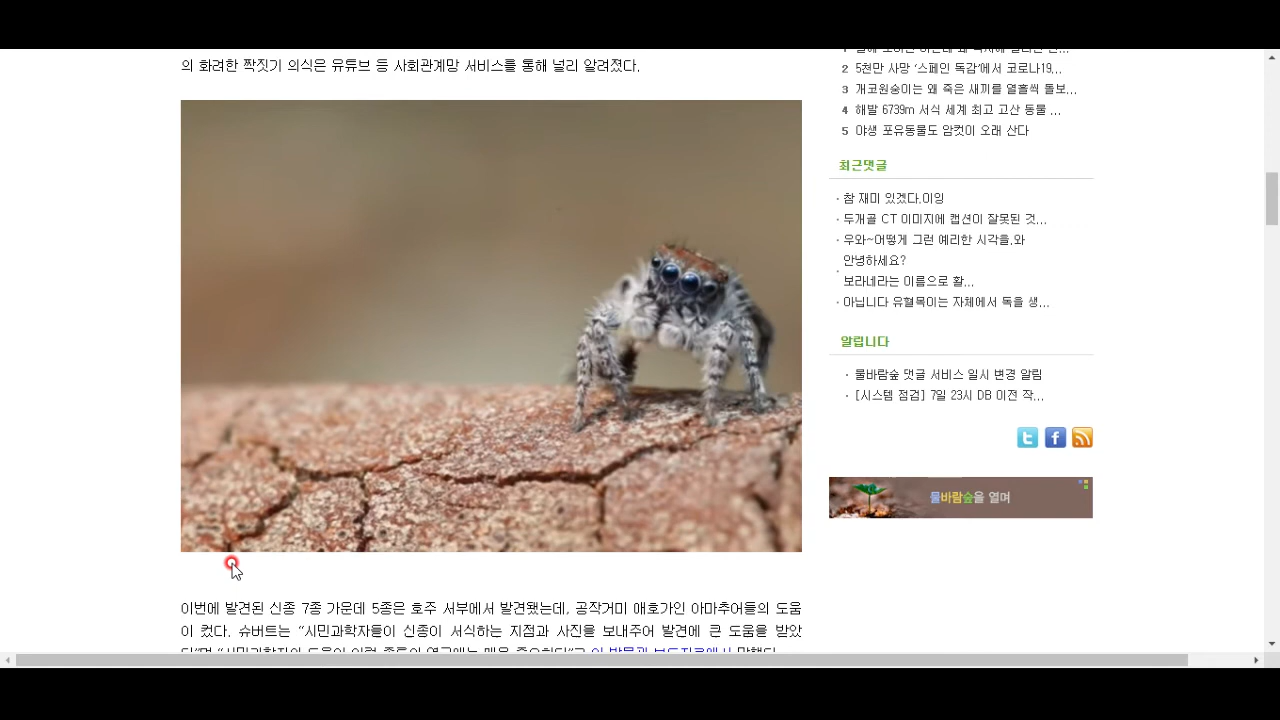 의 화려한 짝짓기 의식은 유튜브 등 사회관계망 서비스를 통해 널리 알려졌다.
이번에 발견된 신종 7종 가운데 5종은 호주 서부에서 발견됐는데, 공작거미 애호가인 아마추어들의 도움
이 컸다. 슈버트는 “시민과학자들이 신종이 서식하는 지점과 사진을 보내주어 발견에 큰 도움을 받았
2 5천만 사망 ‘스페인 독감’에서 코로나19...
3 개코원숭이는 왜 죽은 새끼를 열흘씩 돌보...
4 해발 6739m 서식 세계 최고 고산 동물 ...
5 야생 포유동물도 암컷이 오래 산다
최근댓글
· 참 재미 있겠다,이잉
· 두개골 CT 이미지에 캡션이 잘못된 것...
· 우와~어떻게 그런 예리한 시각을,와
안녕하세요?
· 보라네라는 이름으로 활...
· 아닙니다 유혈목이는 자체에서 독을 생...
알립니다
· 물바람숲 댓글 서비스 일시 변경 알림
· [시스템 점검] 7일 23시 DB 이전 작...
물바람숲을 열며